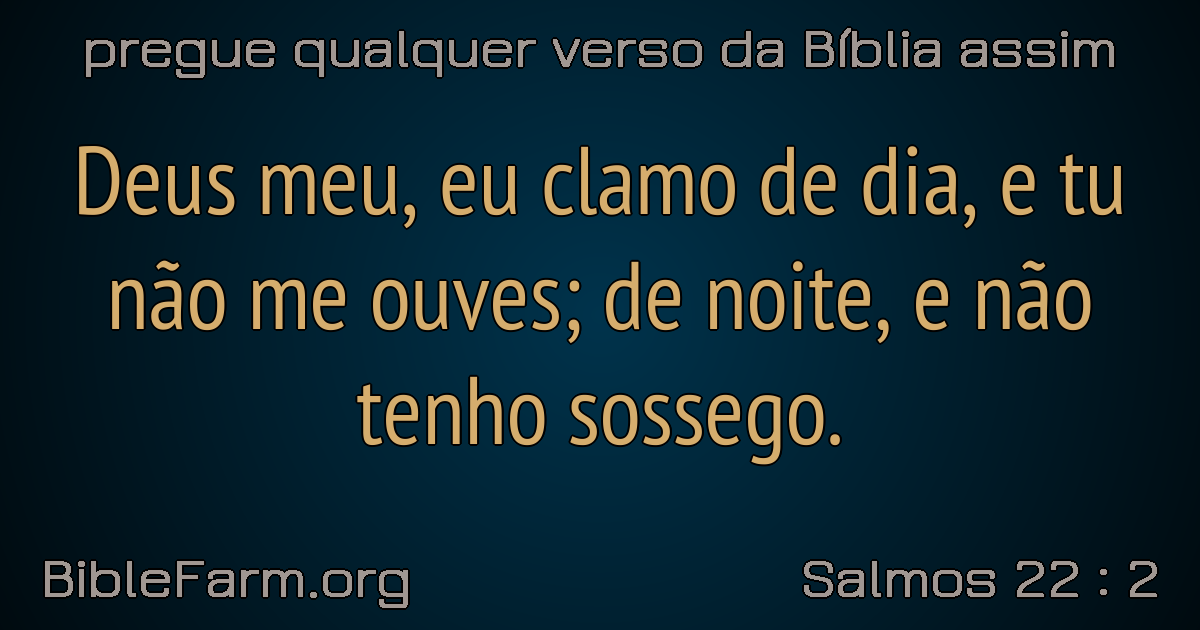 pregue qualquer verso da Bíblia assim
Deus meu, eu clamo de dia, e tu
não me ouves; de noite, e não
tenho sossego.
BibleFarm.org
Salmos 22 : 2